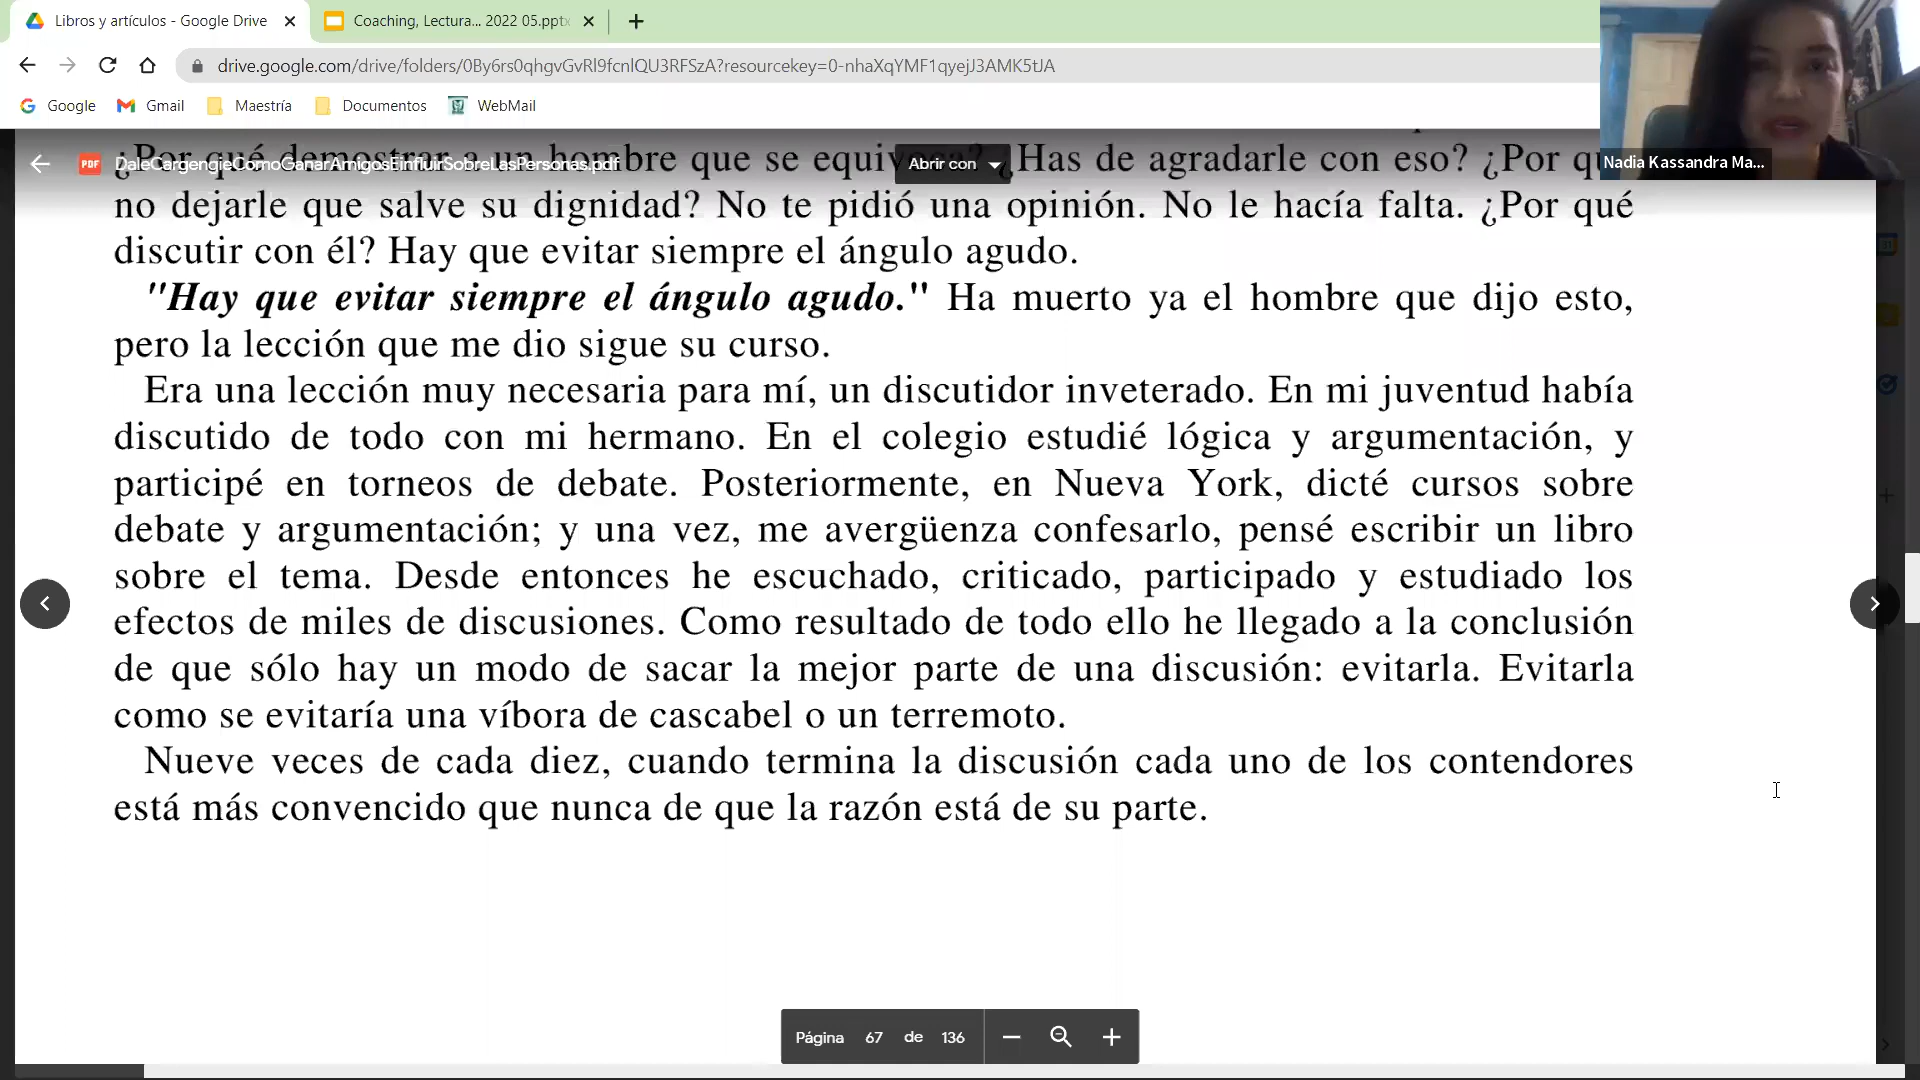 Libros y artículos - Google Drive
Coaching, Lectura... 2022 05.pptx
drive.google.com/drive/folders/0By6rs0qhgvGvRl9fcnlQU3RFSzA?resourcekey=0-nhaXqYMF1qyejJ3AMK5tJA
Google Gmail Maestría Documentos WebMail
PDF DaleCargengieComoGanarAmigosEinfluirSobreLasPersonas.pdf
Abrir con
Nadia Kassandra Ma...
¿Por qué demostrar a un hombre que se equivoca? ¿Has de agradarle con eso? ¿Por qué
no dejarle que salve su dignidad? No te pidió una opinión. No le hacía falta. ¿Por qué
discutir con él? Hay que evitar siempre el ángulo agudo.
"Hay que evitar siempre el ángulo agudo." Ha muerto ya el hombre que dijo esto,
pero la lección que me dio sigue su curso.
Era una lección muy necesaria para mí, un discutidor inveterado. En mi juventud había
discutido de todo con mi hermano. En el colegio estudié lógica y argumentación, y
participé en torneos de debate. Posteriormente, en Nueva York, dicté cursos sobre
debate y argumentación; y una vez, me avergüenza confesarlo, pensé escribir un libro
sobre el tema. Desde entonces he escuchado, criticado, participado y estudiado los
efectos de miles de discusiones. Como resultado de todo ello he llegado a la conclusión
de que sólo hay un modo de sacar la mejor parte de una discusión: evitarla. Evitarla
como se evitaría una víbora de cascabel o un terremoto.
Nueve veces de cada diez, cuando termina la discusión cada uno de los contendores
está más convencido que nunca de que la razón está de su parte.
Página 67 de 136